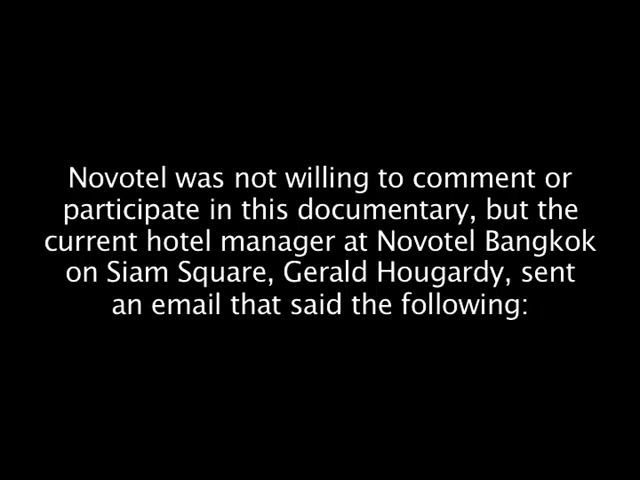 Novotel was not willing to comment or
participate in this documentary, but the
current hotel manager at Novotel Bangkok
on Siam Square, Gerald Hougardy, sent
an email that said the following: